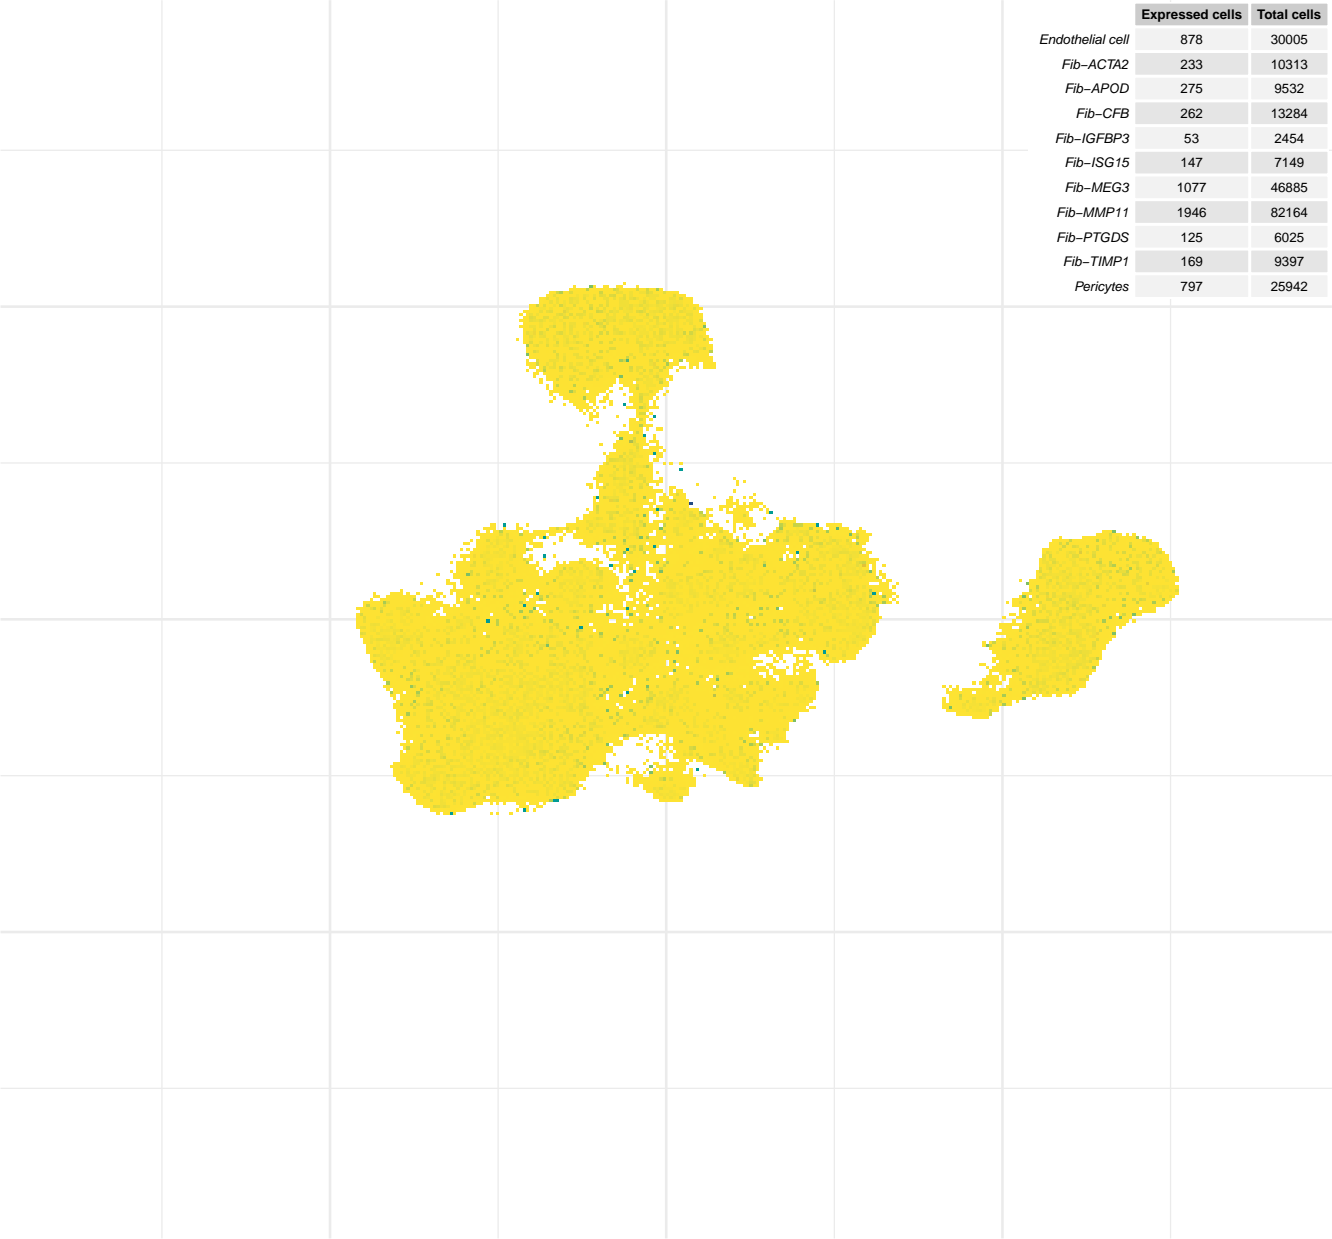 Expressed cells Total cells
Endothelial cell 878 30005
Fib−ACTA2 233 10313
Fib−APOD 275 9532
Fib−CFB 262 13284
Fib−IGFBP3 53 2454
Fib−ISG15 147 7149
Fib−MEG3 1077 46885
Fib−MMP11 1946 82164
Fib−PTGDS 125 6025
Fib−TIMP1 169 9397
Pericytes 797 25942